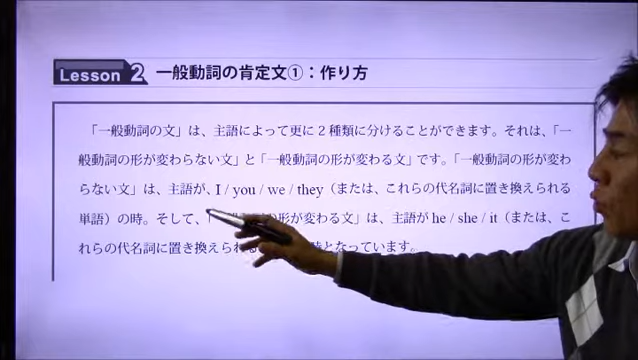 Lesson 2 一般動詞の肯定文①：作り方
「一般動詞の文」は、主語によって更に2種類に分けることができます。それは、「一
般動詞の形が変わらない文」と「一般動詞の形が変わる文」です。「一般動詞の形が変わ
らない文」は、主語が、I / you / we / they（または、これらの代名詞に置き換えられる
単語）の時。そして、「 の形が変わる文」は、主語が he / she / it（または、こ
れらの代名詞に置き換えられる 時となっています。